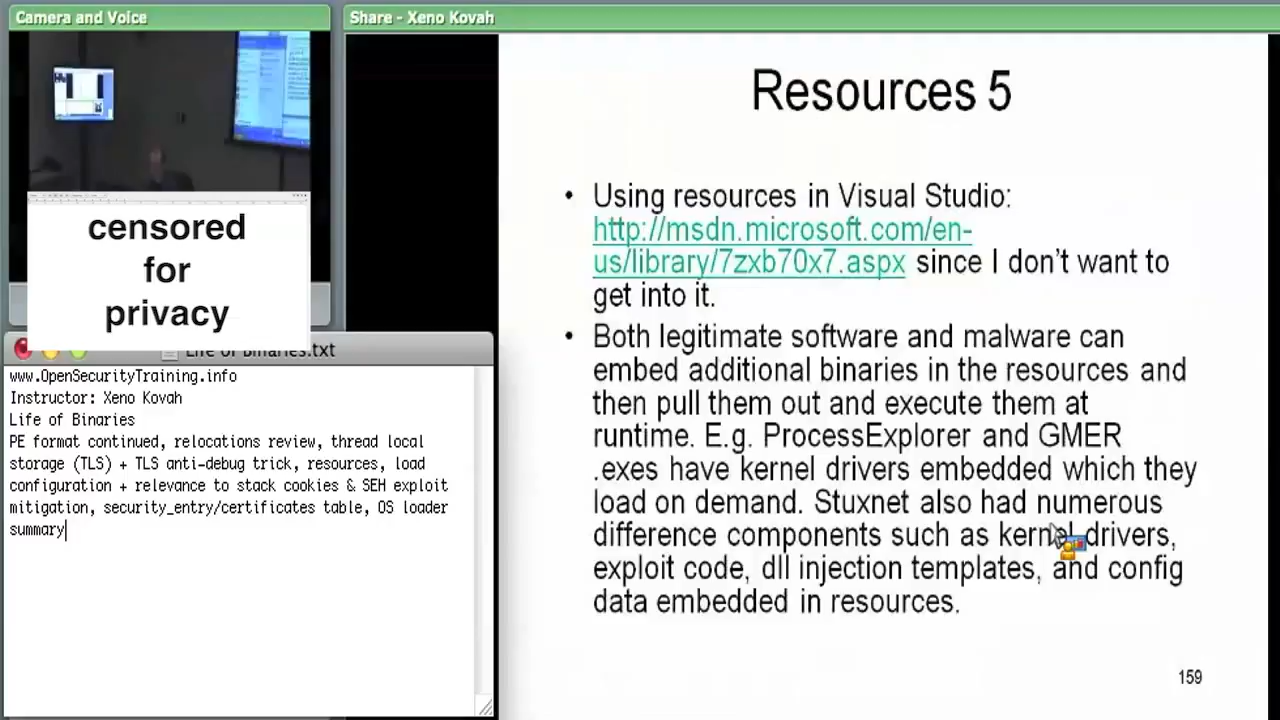 Camera and Voice
Share - Xeno Kovah
censored
for
privacy
Life of Binaries.txt
www.OpenSecurityTraining.info
Instructor: Xeno Kovah
Life of Binaries
PE format continued, relocations review, thread local
storage (TLS) + TLS anti-debug trick, resources, load
configuration + relevance to stack cookies & SEH exploit
mitigation, security_entry/certificates table, OS loader
summary
Resources 5
• Using resources in Visual Studio:
http://msdn.microsoft.com/en-
us/library/7zxb70x7.aspx since I don't want to
get into it.
• Both legitimate software and malware can
embed additional binaries in the resources and
then pull them out and execute them at
runtime. E.g. ProcessExplorer and GMER
.exes have kernel drivers embedded which they
load on demand. Stuxnet also had numerous
difference components such as kernel drivers,
exploit code, dll injection templates, and config
data embedded in resources.
159